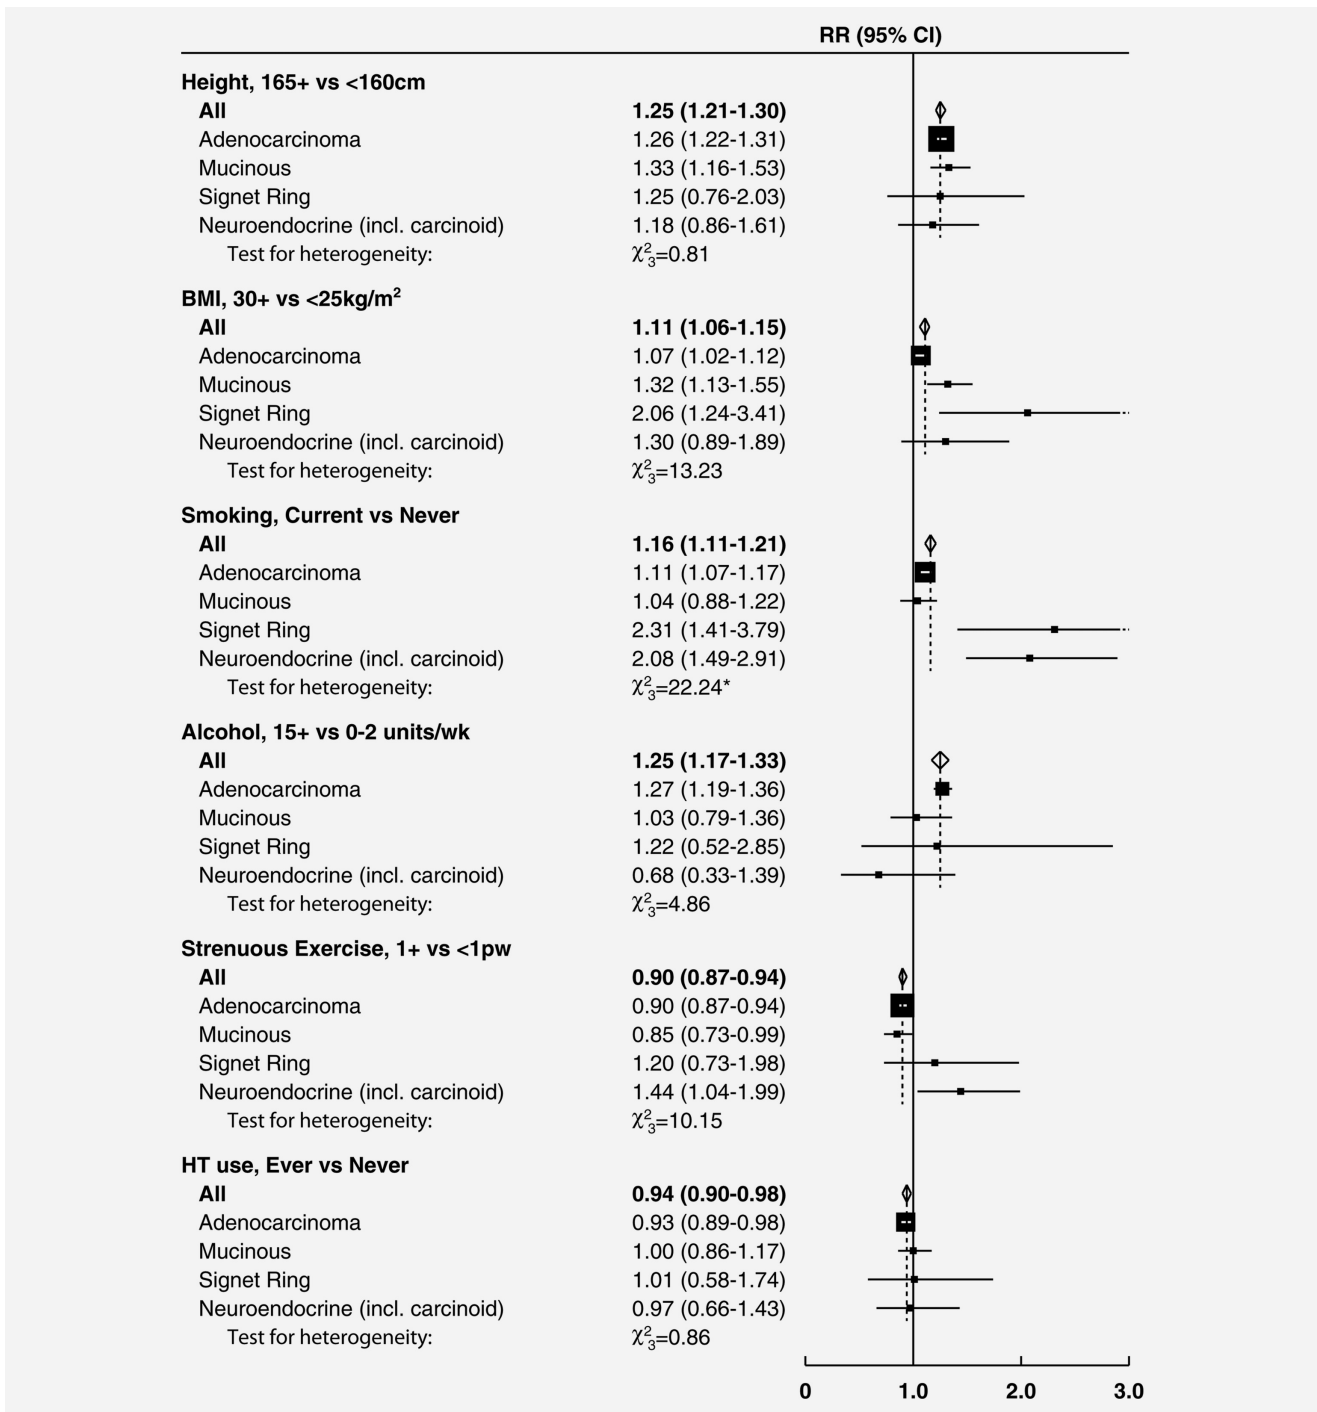 RR (95% CI)
Height, 165+ vs <160cm
All 1.25 (1.21-1.30)
Adenocarcinoma 1.26 (1.22-1.31)
Mucinous 1.33 (1.16-1.53)
Signet Ring 1.25 (0.76-2.03)
Neuroendocrine (incl. carcinoid) 1.18 (0.86-1.61)
Test for heterogeneity: χ²₃=0.81
BMI, 30+ vs <25kg/m²
All 1.11 (1.06-1.15)
Adenocarcinoma 1.07 (1.02-1.12)
Mucinous 1.32 (1.13-1.55)
Signet Ring 2.06 (1.24-3.41)
Neuroendocrine (incl. carcinoid) 1.30 (0.89-1.89)
Test for heterogeneity: χ²₃=13.23
Smoking, Current vs Never
All 1.16 (1.11-1.21)
Adenocarcinoma 1.11 (1.07-1.17)
Mucinous 1.04 (0.88-1.22)
Signet Ring 2.31 (1.41-3.79)
Neuroendocrine (incl. carcinoid) 2.08 (1.49-2.91)
Test for heterogeneity: χ²₃=22.24*
Alcohol, 15+ vs 0-2 units/wk
All 1.25 (1.17-1.33)
Adenocarcinoma 1.27 (1.19-1.36)
Mucinous 1.03 (0.79-1.36)
Signet Ring 1.22 (0.52-2.85)
Neuroendocrine (incl. carcinoid) 0.68 (0.33-1.39)
Test for heterogeneity: χ²₃=4.86
Strenuous Exercise, 1+ vs <1pw
All 0.90 (0.87-0.94)
Adenocarcinoma 0.90 (0.87-0.94)
Mucinous 0.85 (0.73-0.99)
Signet Ring 1.20 (0.73-1.98)
Neuroendocrine (incl. carcinoid) 1.44 (1.04-1.99)
Test for heterogeneity: χ²₃=10.15
HT use, Ever vs Never
All 0.94 (0.90-0.98)
Adenocarcinoma 0.93 (0.89-0.98)
Mucinous 1.00 (0.86-1.17)
Signet Ring 1.01 (0.58-1.74)
Neuroendocrine (incl. carcinoid) 0.97 (0.66-1.43)
Test for heterogeneity: χ²₃=0.86
0 1.0 2.0 3.0